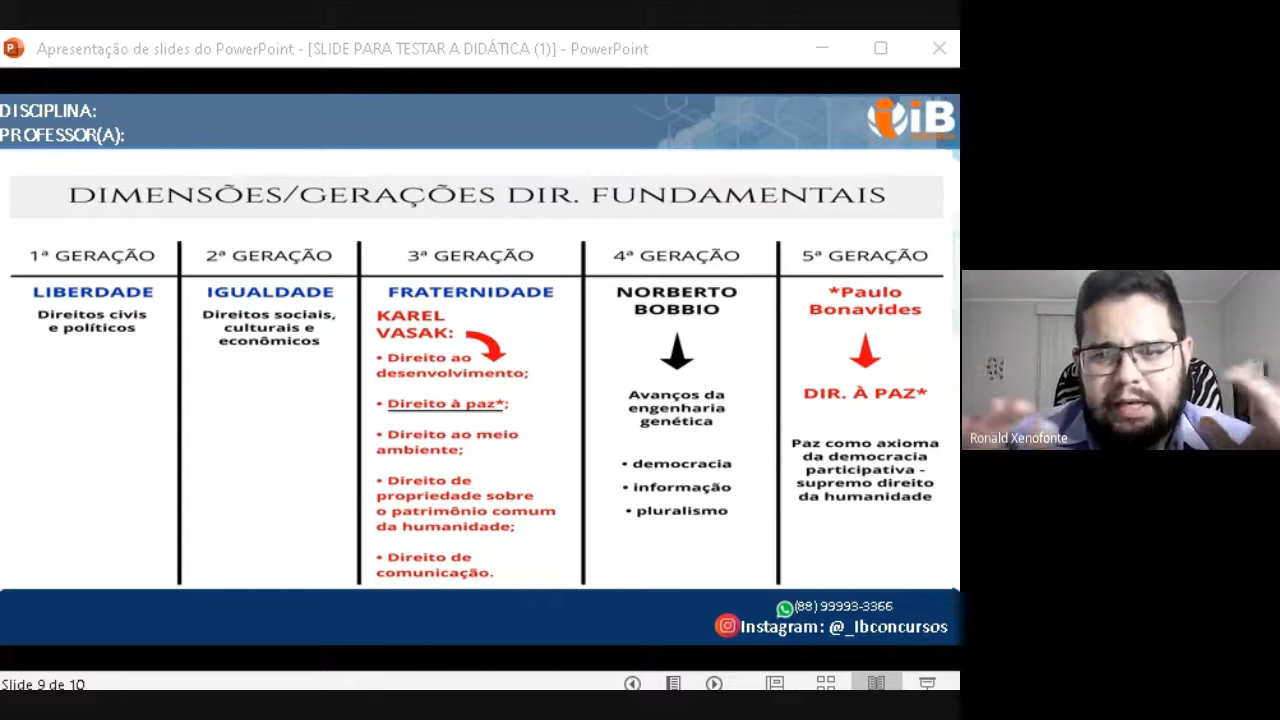 Apresentação de slides do PowerPoint - [SLIDE PARA TESTAR A DIDÁTICA (1)] - PowerPoint
DISCIPLINA:
PROFESSOR(A):
iB
DIMENSÕES/GERAÇÕES DIR. FUNDAMENTAIS
1ª GERAÇÃO
LIBERDADE
Direitos civis
e políticos
2ª GERAÇÃO
IGUALDADE
Direitos sociais,
culturais e
econômicos
3ª GERAÇÃO
FRATERNIDADE
KAREL
VASAK:
• Direito ao
desenvolvimento;
• Direito à paz*;
• Direito ao meio
ambiente;
• Direito de
propriedade sobre
o patrimônio comum
da humanidade;
• Direito de
comunicação.
4ª GERAÇÃO
NORBERTO
BOBBIO
Avanços da
engenharia
genética
• democracia
• informação
• pluralismo
5ª GERAÇÃO
*Paulo
Bonavides
DIR. À PAZ*
Paz como axioma
da democracia
participativa -
supremo direito
da humanidade
Ronald Xenofonte
(88) 99993-3366
Instagram: @_Ibconcursos
Slide 9 de 10